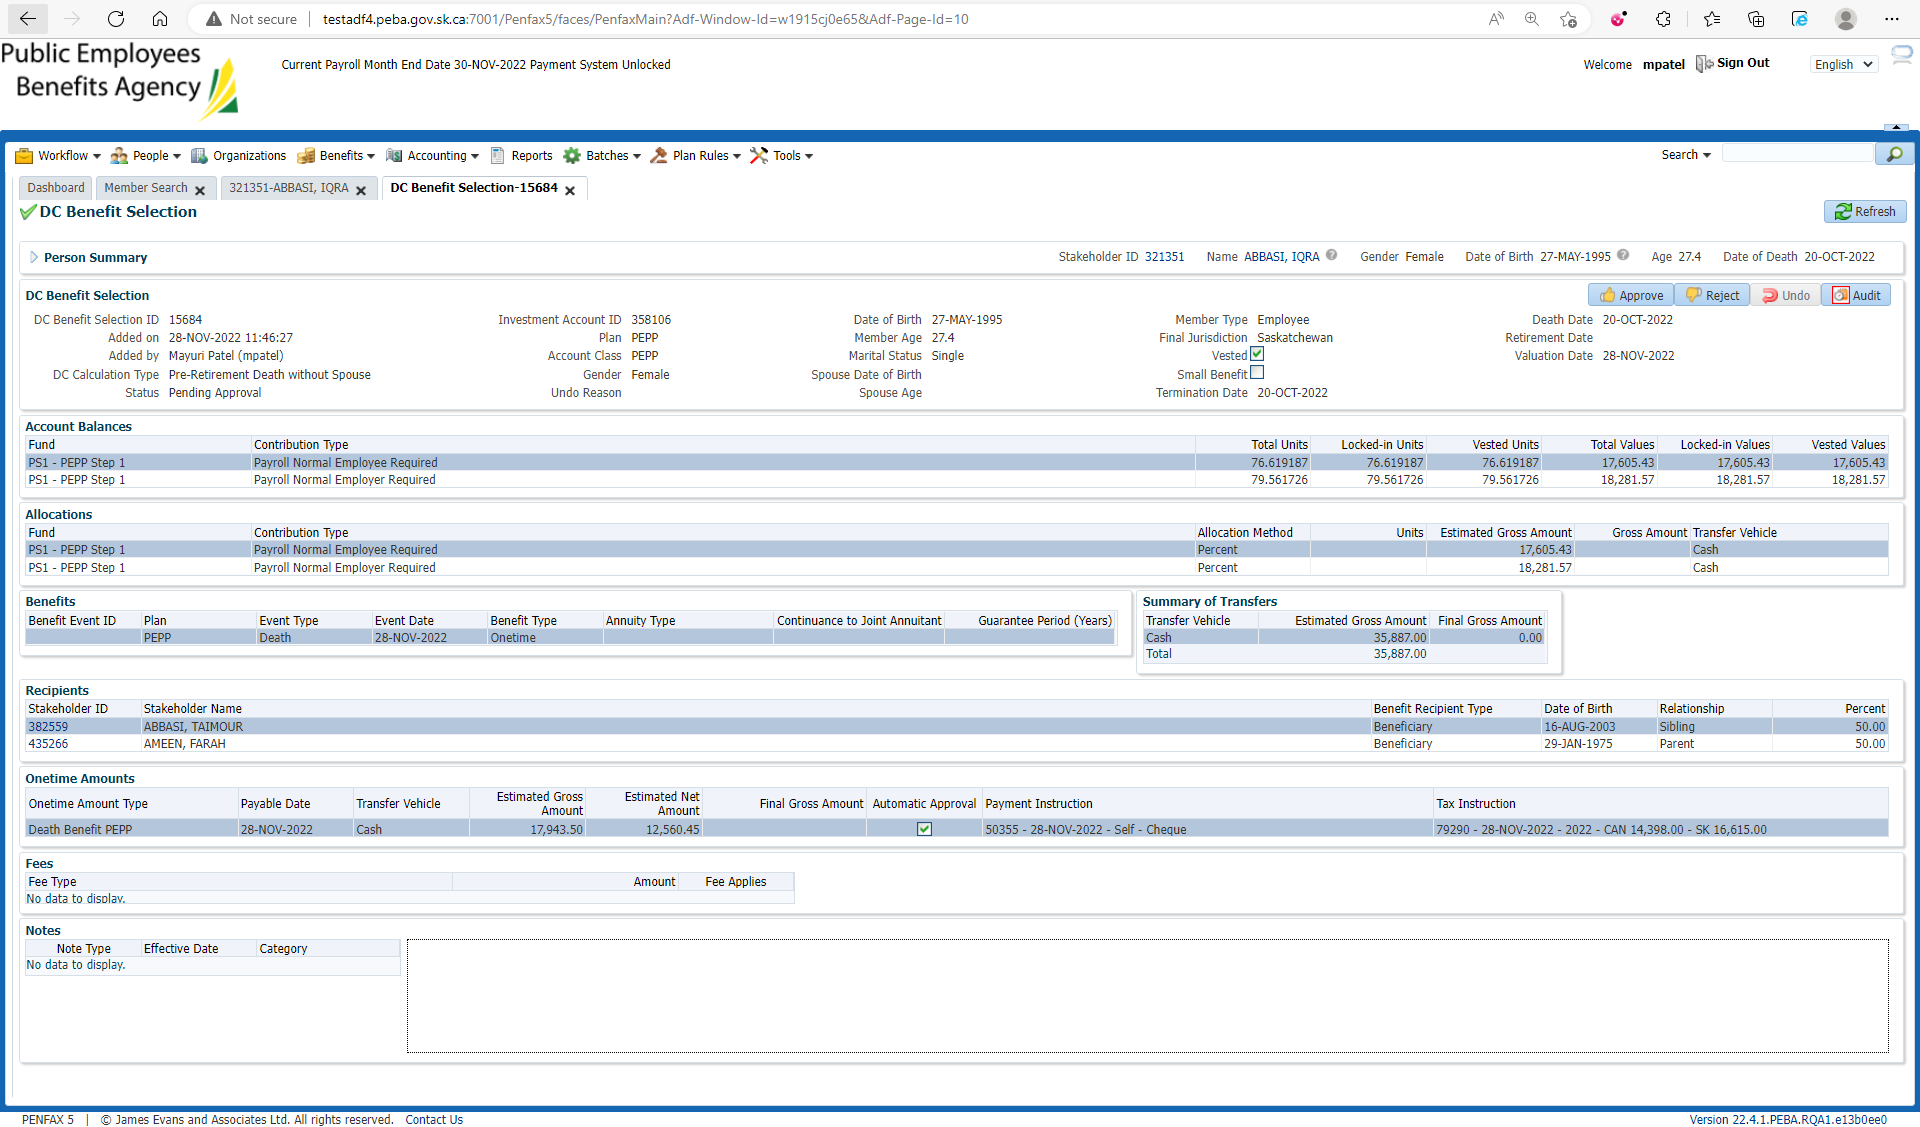 Not secure | testadf4.peba.gov.sk.ca:7001/Penfax5/faces/PenfaxMain?Adf-Window-Id=w1915cj0e65&Adf-Page-Id=10
Public Employees
Benefits Agency
Current Payroll Month End Date 30-NOV-2022 Payment System Unlocked
Welcome mpatel Sign Out English
Workflow People Organizations Benefits Accounting Reports Batches Plan Rules Tools Search
Dashboard Member Search 321351-ABBASI, IQRA DC Benefit Selection-15684
DC Benefit Selection Refresh
Person Summary Stakeholder ID 321351 Name ABBASI, IQRA Gender Female Date of Birth 27-MAY-1995 Age 27.4 Date of Death 20-OCT-2022
DC Benefit Selection Approve Reject Undo Audit
DC Benefit Selection ID 15684 Investment Account ID 358106 Date of Birth 27-MAY-1995 Member Type Employee Death Date 20-OCT-2022
Added on 28-NOV-2022 11:46:27 Plan PEPP Member Age 27.4 Final Jurisdiction Saskatchewan Retirement Date
Added by Mayuri Patel (mpatel) Account Class PEPP Marital Status Single Vested Valuation Date 28-NOV-2022
DC Calculation Type Pre-Retirement Death without Spouse Gender Female Spouse Date of Birth Small Benefit
Status Pending Approval Undo Reason Spouse Age Termination Date 20-OCT-2022
Account Balances
Fund Contribution Type Total Units Locked-in Units Vested Units Total Values Locked-in Values Vested Values
PS1 - PEPP Step 1 Payroll Normal Employee Required 76.619187 76.619187 76.619187 17,605.43 17,605.43 17,605.43
PS1 - PEPP Step 1 Payroll Normal Employer Required 79.561726 79.561726 79.561726 18,281.57 18,281.57 18,281.57
Allocations
Fund Contribution Type Allocation Method Units Estimated Gross Amount Gross Amount Transfer Vehicle
PS1 - PEPP Step 1 Payroll Normal Employee Required Percent 17,605.43 Cash
PS1 - PEPP Step 1 Payroll Normal Employer Required Percent 18,281.57 Cash
Benefits
Benefit Event ID Plan Event Type Event Date Benefit Type Annuity Type Continuance to Joint Annuitant Guarantee Period (Years)
PEPP Death 28-NOV-2022 Onetime
Summary of Transfers
Transfer Vehicle Estimated Gross Amount Final Gross Amount
Cash 35,887.00 0.00
Total 35,887.00
Recipients
Stakeholder ID Stakeholder Name Benefit Recipient Type Date of Birth Relationship Percent
382559 ABBASI, TAIMOUR Beneficiary 16-AUG-2003 Sibling 50.00
435266 AMEEN, FARAH Beneficiary 29-JAN-1975 Parent 50.00
Onetime Amounts
Onetime Amount Type Payable Date Transfer Vehicle Estimated Gross Amount Estimated Net Amount Final Gross Amount Automatic Approval Payment Instruction Tax Instruction
Death Benefit PEPP 28-NOV-2022 Cash 17,943.50 12,560.45 50355 - 28-NOV-2022 - Self - Cheque 79290 - 28-NOV-2022 - 2022 - CAN 14,398.00 - SK 16,615.00
Fees
Fee Type Amount Fee Applies
No data to display.
Notes
Note Type Effective Date Category
No data to display.
PENFAX 5 | © James Evans and Associates Ltd. All rights reserved. Contact Us Version 22.4.1.PEBA.RQA1.e13b0ee0